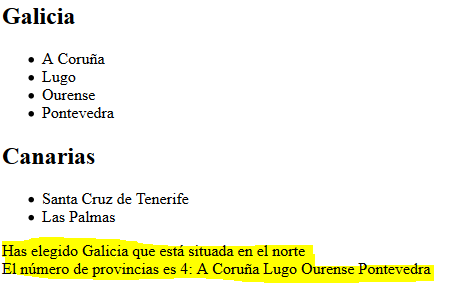 Galicia
A Coruña
Lugo
Ourense
Pontevedra
Canarias
Santa Cruz de Tenerife
Las Palmas
Has elegido Galicia que está situada en el norte
El número de provincias es 4: A Coruña Lugo Ourense Pontevedra